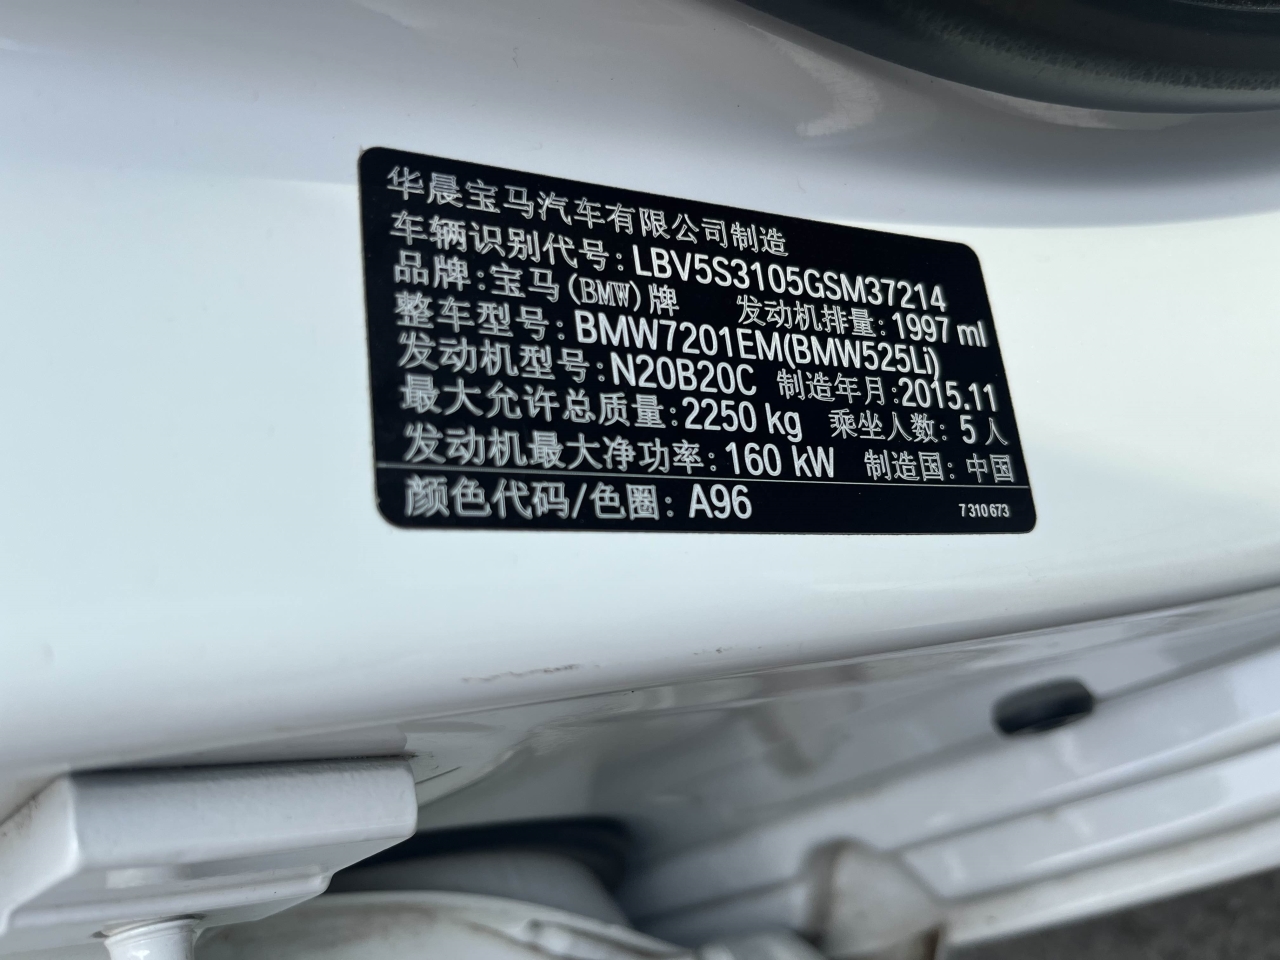 华晨宝马汽车有限公司制造
车辆识别代号: LBV5S3105GSM37214
品牌: 宝马(BMW)牌 发动机排量: 1997 ml
整车型号: BMW7201EM(BMW525Li)
发动机型号: N20B20C 制造年月: 2015.11
最大允许总质量: 2250 kg 乘坐人数: 5 人
发动机最大净功率: 160 kW 制造国: 中国
颜色代码/色圈: A96 7 310 673